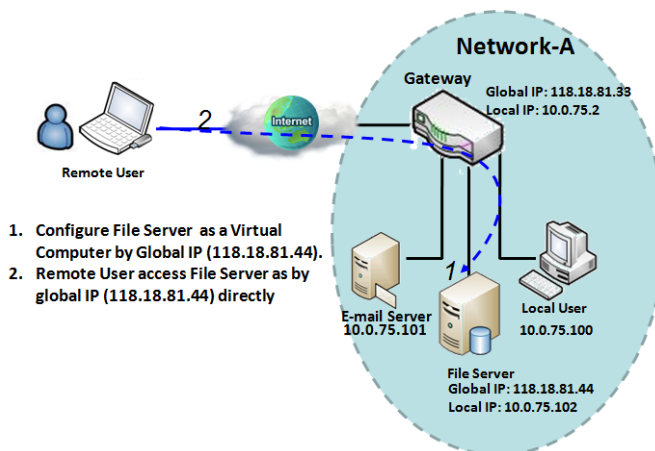 Network-A
Gateway
Global IP: 118.18.81.33
Local IP: 10.0.75.2
2
Internet
Remote User
1. Configure File Server as a Virtual
Computer by Global IP (118.18.81.44).
2. Remote User access File Server as by
global IP (118.18.81.44) directly
1
E-mail Server
10.0.75.101
Local User
10.0.75.100
File Server
Global IP: 118.18.81.44
Local IP: 10.0.75.102